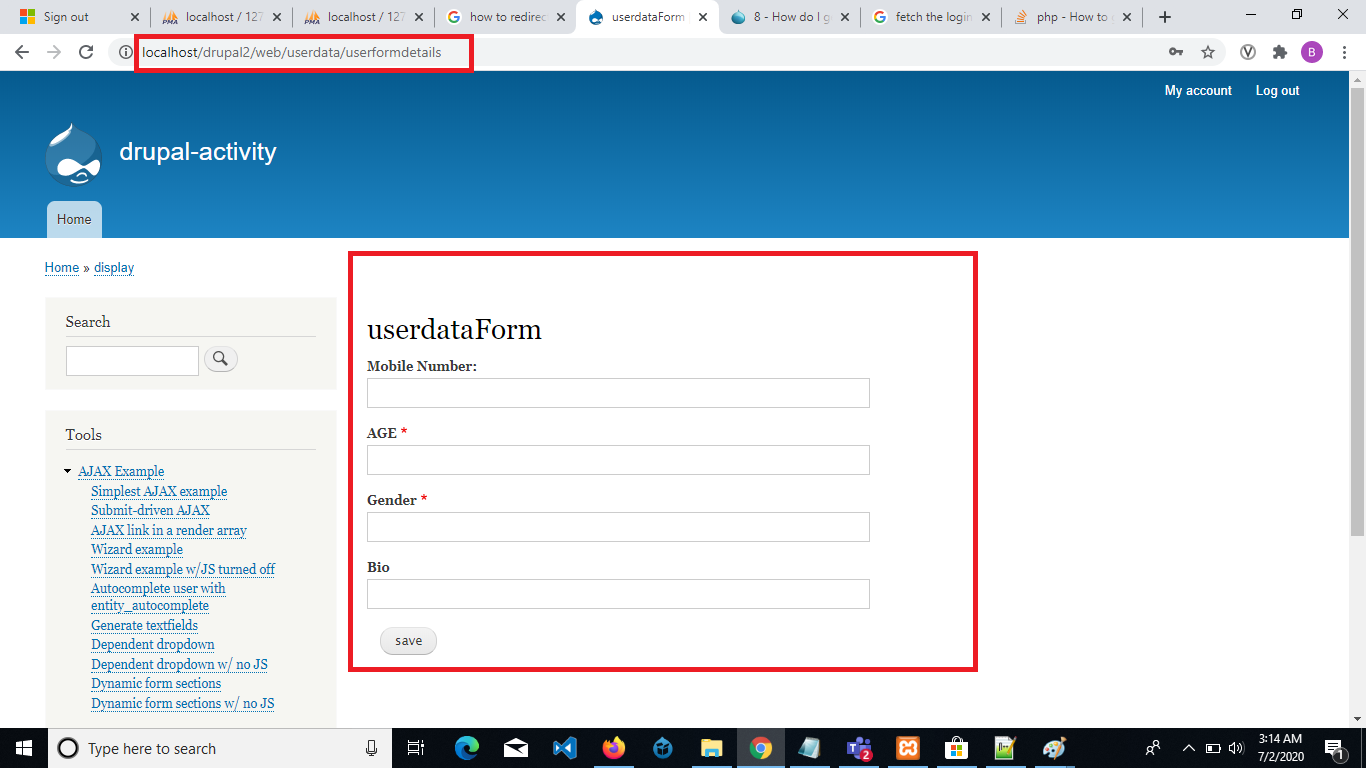 Sign out
localhost / 127
localhost / 127
how to redirec
userdataForm
8 - How do I g
fetch the login
php - How to
localhost/drupal2/web/userdata/userformdetails
B
My account Log out
drupal-activity
Home
Home » display
Search
Tools
AJAX Example
Simplest AJAX example
Submit-driven AJAX
AJAX link in a render array
Wizard example
Wizard example w/JS turned off
Autocomplete user with
entity_autocomplete
Generate textfields
Dependent dropdown
Dependent dropdown w/ no JS
Dynamic form sections
Dynamic form sections w/ no JS
userdataForm
Mobile Number:
AGE *
Gender *
Bio
save
Type here to search
2
3:14 AM
7/2/2020
1